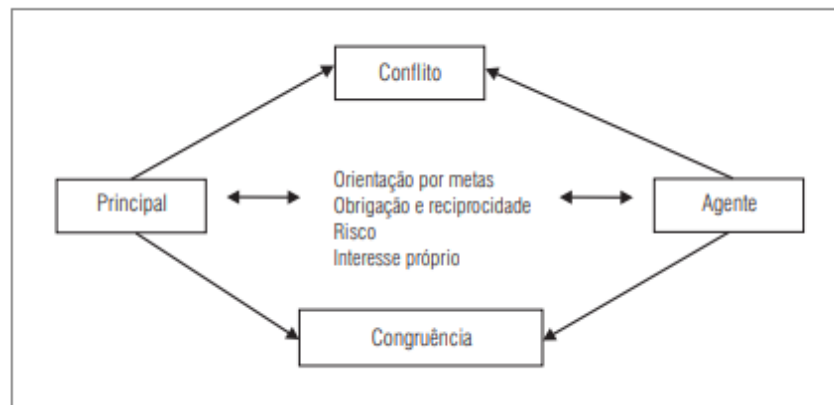 Conflito
Principal
Orientação por metas
Obrigação e reciprocidade
Risco
Interesse próprio
Agente
Congruência